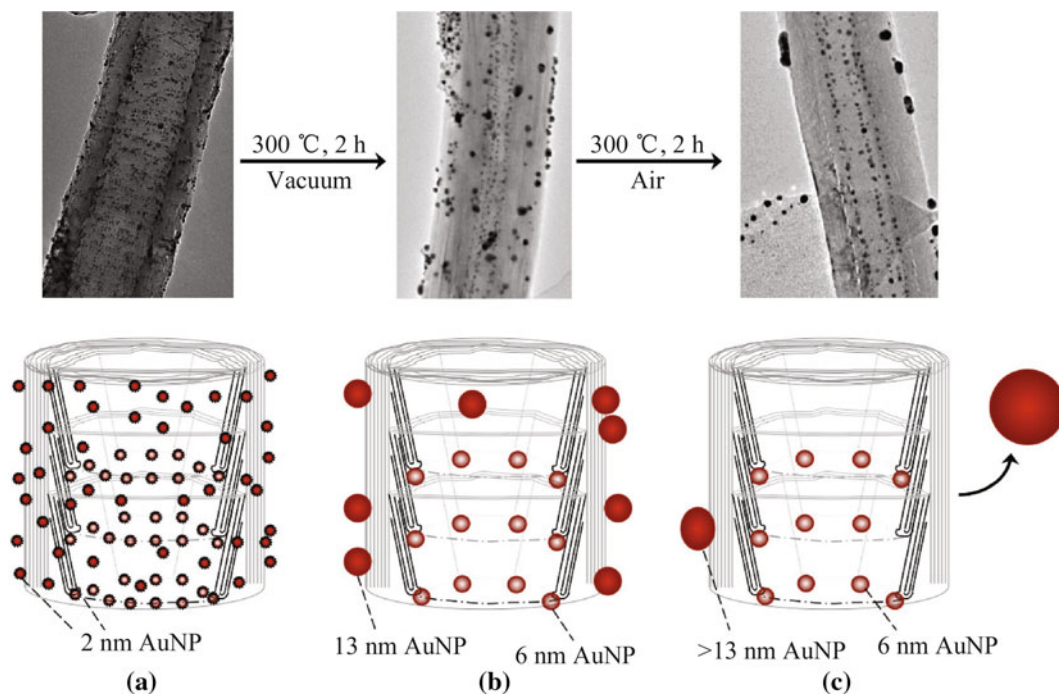 300 ℃, 2 h
Vacuum
300 ℃, 2 h
Air
2 nm AuNP
13 nm AuNP
6 nm AuNP
>13 nm AuNP
6 nm AuNP
(a)
(b)
(c)